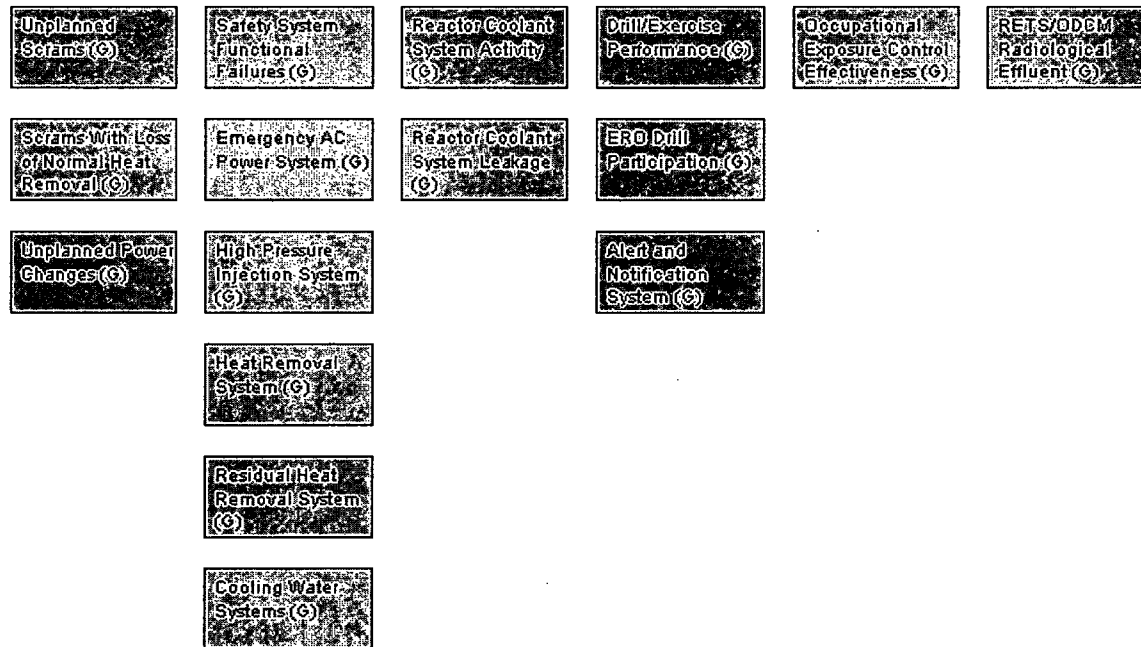 Unplanned
Scrams (G)
Safety System
Functional
Failures (G)
Reactor Coolant
System Activity
(G)
Drill/Exercise
Performance (G)
Occupational
Exposure Control
Effectiveness (G)
RETS/ODCM
Radiological
Effluent (G)
Scrams With Loss
of Normal Heat
Removal (G)
Emergency AC
Power System (G)
Reactor Coolant
System Leakage
(G)
ERO Drill
Participation (G)
Unplanned Power
Changes (G)
High Pressure
Injection System
(G)
Alert and
Notification
System (G)
Heat Removal
System (G)
Residual Heat
Removal System
(G)
Cooling Water
Systems (G)